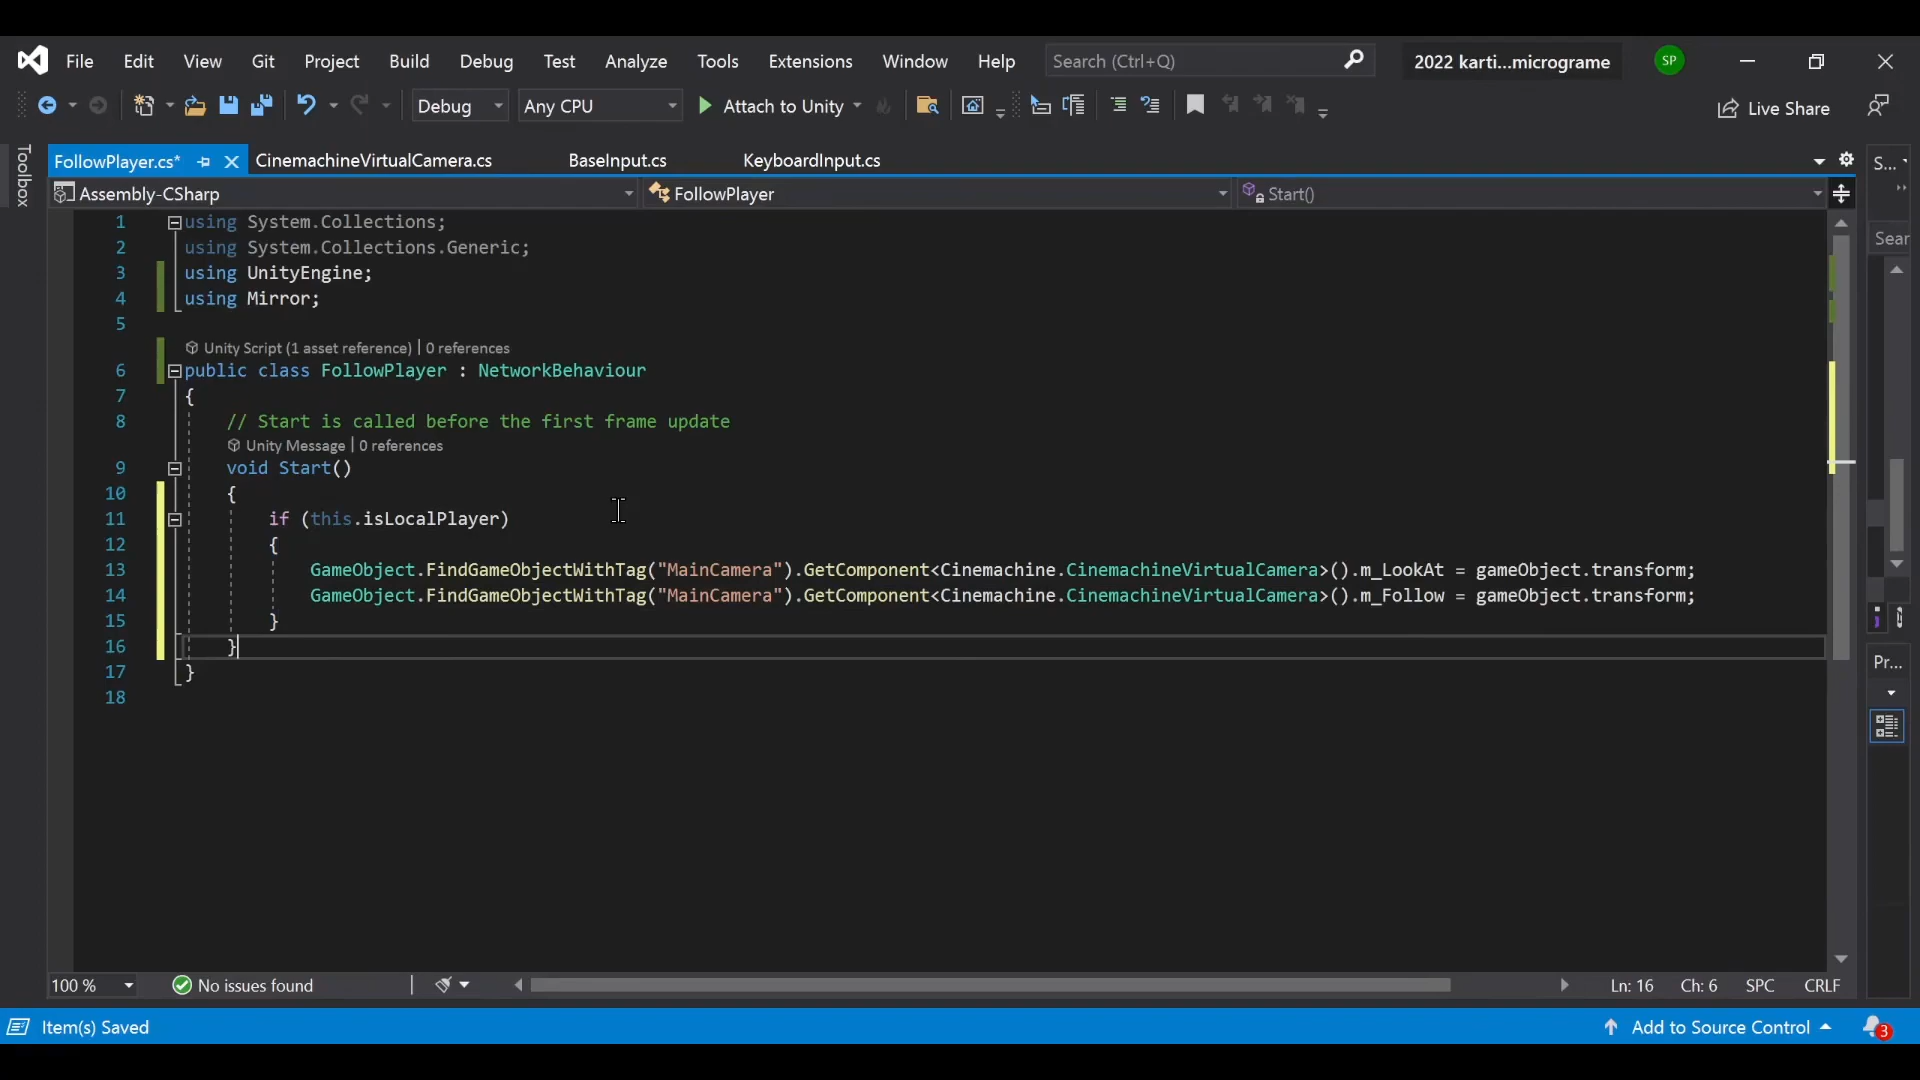 File Edit View Git Project Build Debug Test Analyze Tools Extensions Window Help Search (Ctrl+Q) 2022 karti...micrograme SP
Debug Any CPU Attach to Unity Live Share
Toolbox
FollowPlayer.cs* CinemachineVirtualCamera.cs BaseInput.cs KeyboardInput.cs S...
Assembly-CSharp FollowPlayer Start()
Sear
1 using System.Collections;
2 using System.Collections.Generic;
3 using UnityEngine;
4 using Mirror;
5
Unity Script (1 asset reference) | 0 references
6 public class FollowPlayer : NetworkBehaviour
7 {
8 // Start is called before the first frame update
Unity Message | 0 references
9 void Start()
10 {
11 if (this.isLocalPlayer)
12 {
13 GameObject.FindGameObjectWithTag("MainCamera").GetComponent<Cinemachine.CinemachineVirtualCamera>().m_LookAt = gameObject.transform;
14 GameObject.FindGameObjectWithTag("MainCamera").GetComponent<Cinemachine.CinemachineVirtualCamera>().m_Follow = gameObject.transform;
15 }
16 }
17 }
18
Pr...
100 % No issues found Ln: 16 Ch: 6 SPC CRLF
Item(s) Saved Add to Source Control 3